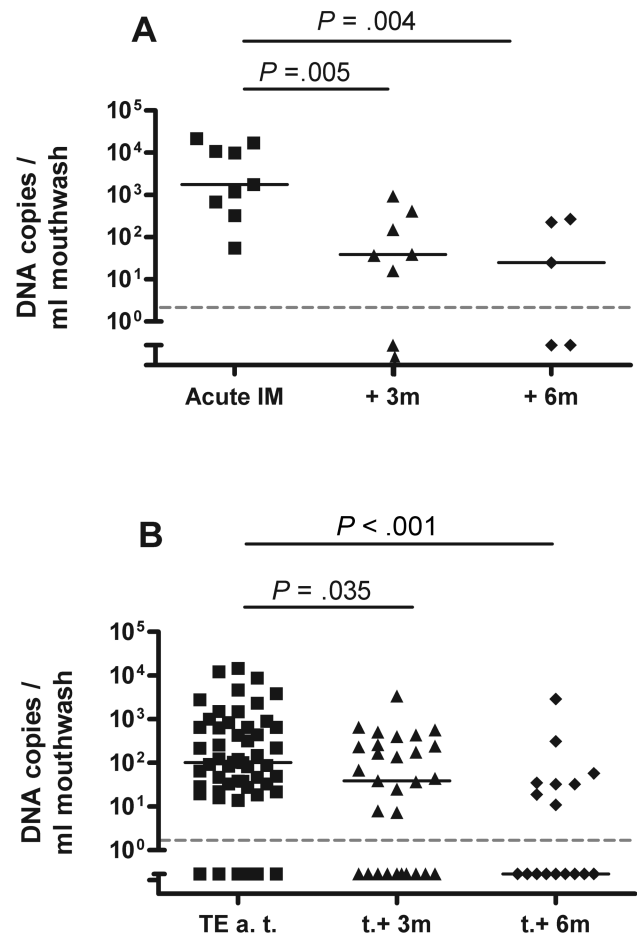 A
P = .004
P =.005
DNA copies /
ml mouthwash
10⁵
10⁴
10³
10²
10¹
10⁰
Acute IM
+ 3m
+ 6m
B
P < .001
P = .035
DNA copies /
ml mouthwash
10⁵
10⁴
10³
10²
10¹
10⁰
TE a. t.
t.+ 3m
t.+ 6m